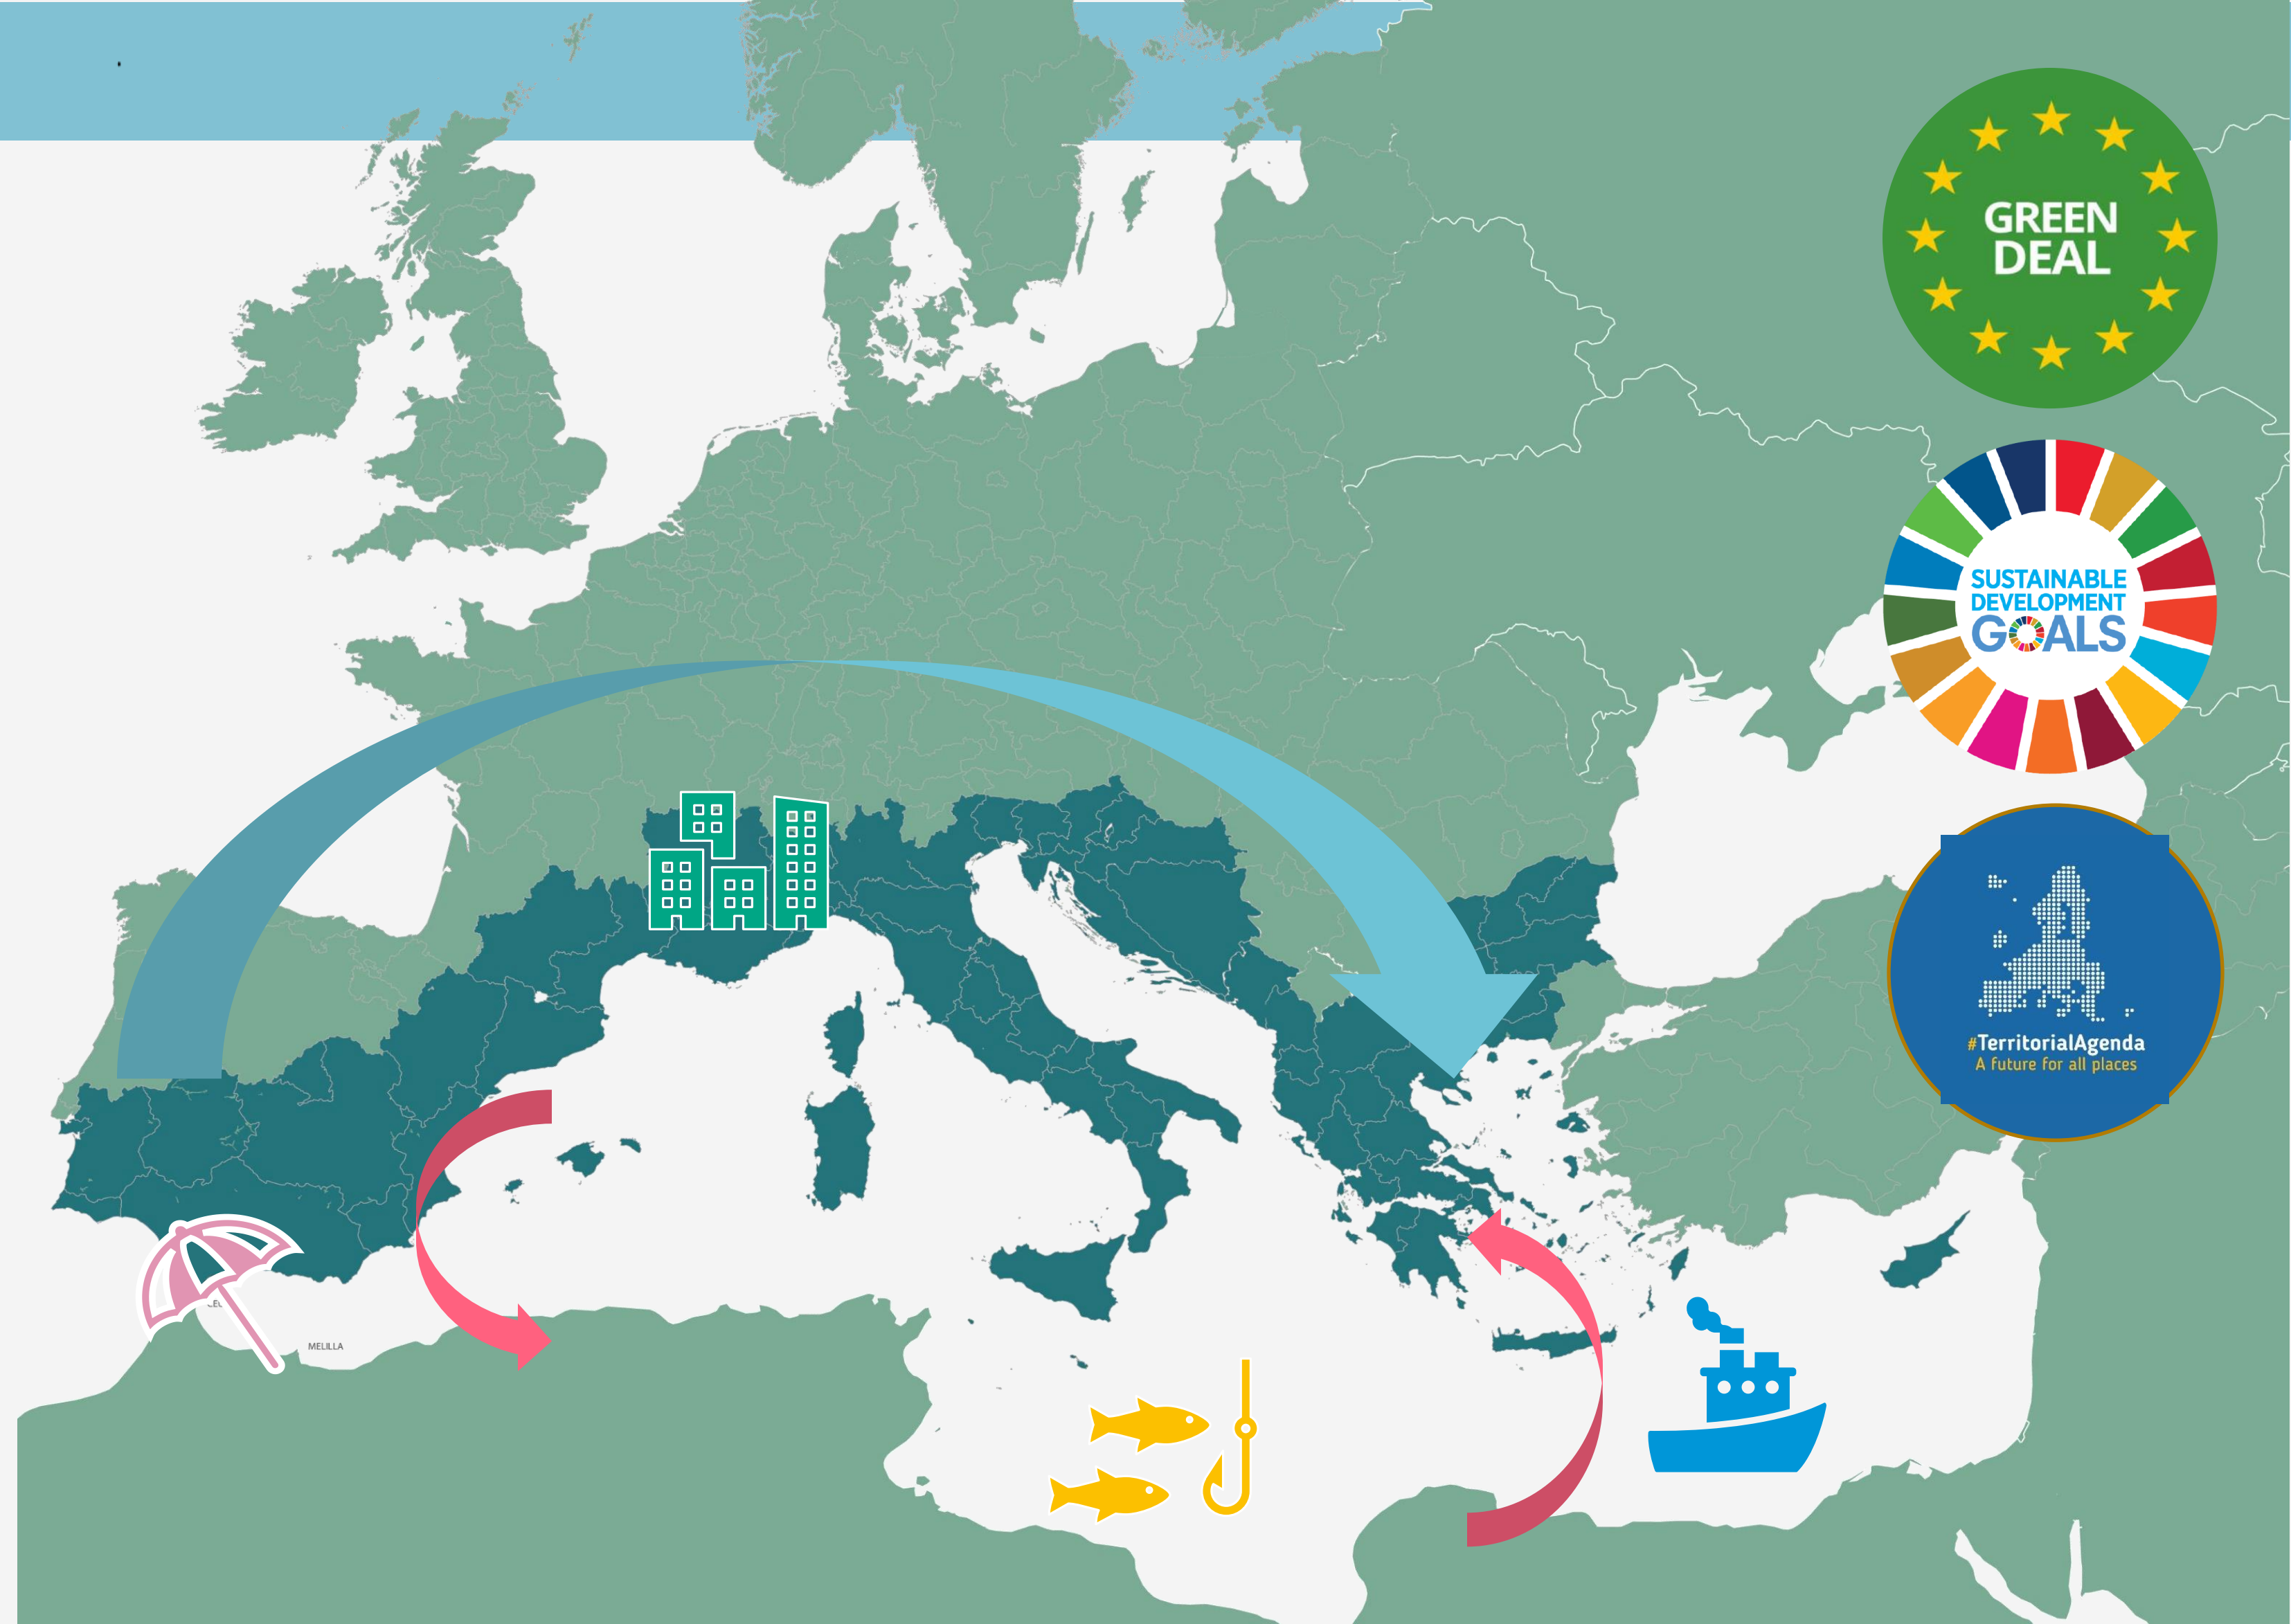 GREEN
DEAL
SUSTAINABLE
DEVELOPMENT
GOALS
#TerritorialAgenda
A future for all places
MELILLA